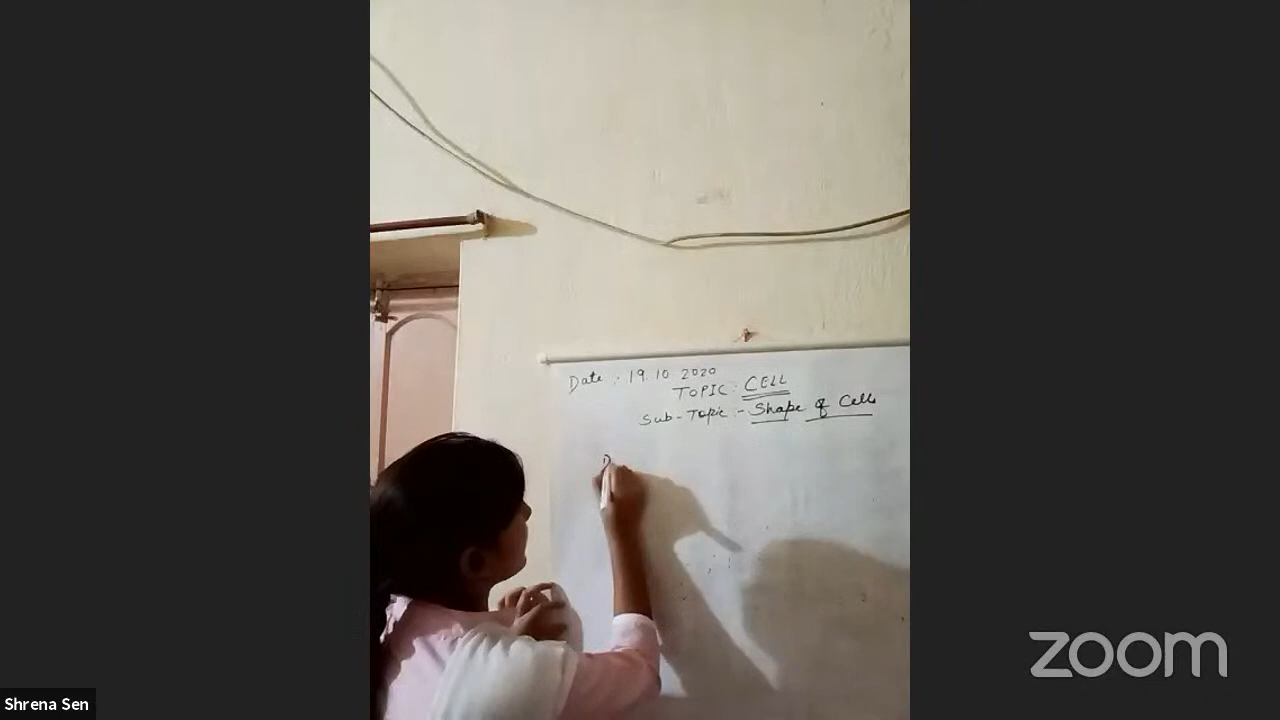 Date :- 19.10.2020
TOPIC : CELL
Sub-Topic :- Shape of Cells
zoom
Shrena Sen